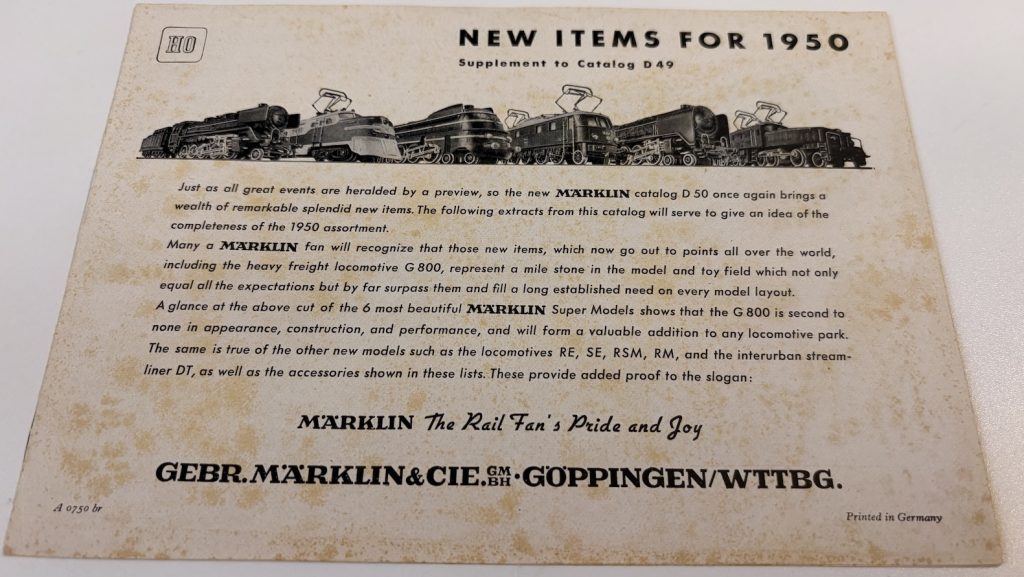 HO
NEW ITEMS FOR 1950
Supplement to Catalog D 49
Just as all great events are heralded by a preview, so the new MÄRKLIN catalog D 50 once again brings a
wealth of remarkable splendid new items. The following extracts from this catalog will serve to give an idea of the
completeness of the 1950 assortment.
Many a MÄRKLIN fan will recognize that those new items, which now go out to points all over the world,
including the heavy freight locomotive G 800, represent a mile stone in the model and toy field which not only
equal all the expectations but by far surpass them and fill a long established need on every model layout.
A glance at the above cut of the 6 most beautiful MÄRKLIN Super Models shows that the G 800 is second to
none in appearance, construction, and performance, and will form a valuable addition to any locomotive park.
The same is true of the other new models such as the locomotives RE, SE, RSM, RM, and the interurban stream-
liner DT, as well as the accessories shown in these lists. These provide added proof to the slogan:
MÄRKLIN The Rail Fan's Pride and Joy
GEBR. MÄRKLIN & CIE. GMBH · GÖPPINGEN/WTTBG.
A 0750 br
Printed in Germany